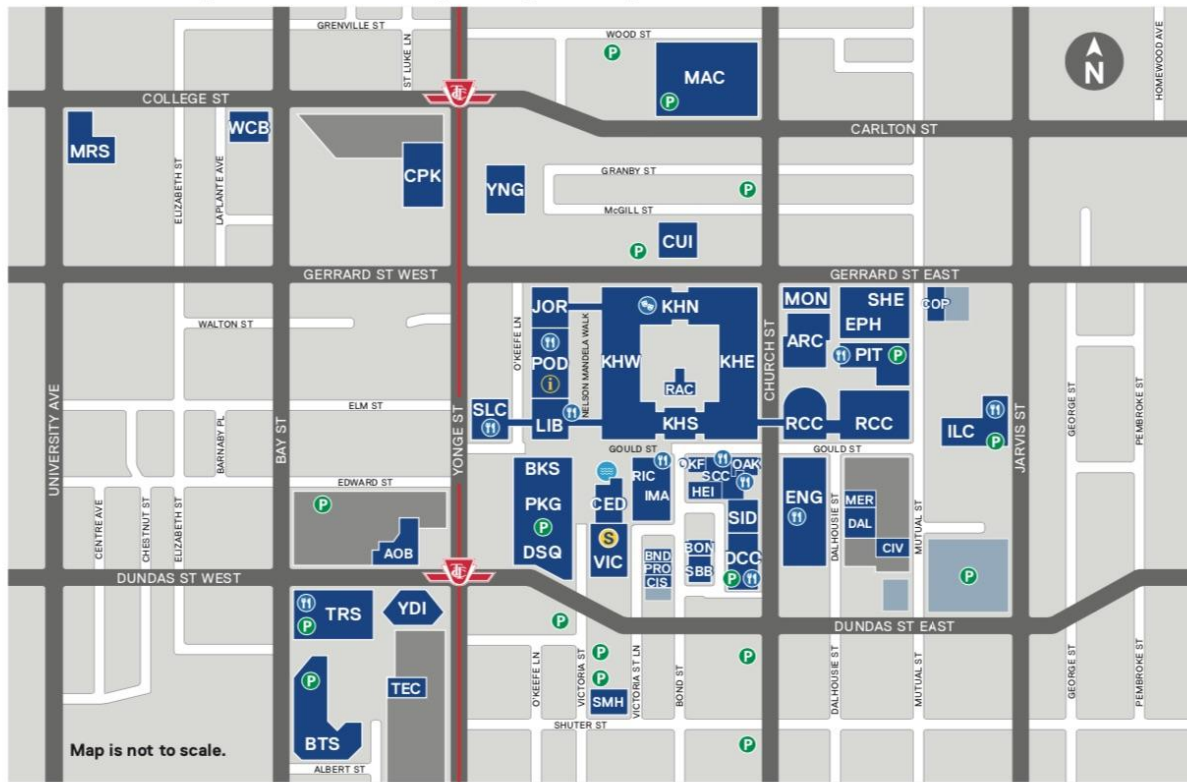 GRENVILLE ST
ST LUKE LN
WOOD ST
MAC
P
P
N
HOMEWOOD AVE
COLLEGE ST
TTC
CARLTON ST
MRS
WCB
CPK
YNG
ELIZABETH ST
LAPLANTE AVE
GRANBY ST
P
McGILL ST
CUI
P
GERRARD ST WEST
GERRARD ST EAST
JOR
KHN
MON
SHE
COP
EPH
WALTON ST
O'KEEFE LN
NELSON MANDELA WALK
POD
i
KHW
KHE
CHURCH ST
ARC
PIT
P
RAC
UNIVERSITY AVE
BAY ST
YONGE ST
ELM ST
BARNABY PL
SLC
LIB
KHS
RCC
RCC
ILC
P
JARVIS ST
GEORGE ST
PEMBROKE ST
GOULD ST
GOULD ST
BKS
PKG
P
DSQ
CED
S
VIC
RIC
IMA
OKF
SCC
OAK
HEI
SID
ENG
DALHOUSIE ST
MER
DAL
CIV
MUTUAL ST
EDWARD ST
P
AOB
CENTRE AVE
CHESTNUT ST
ELIZABETH ST
BND
PRO
CIS
BON
SBB
DCC
P
P
DUNDAS ST WEST
TTC
DUNDAS ST EAST
TRS
P
YDI
P
P
P
P
SMH
O'KEEFE LN
VICTORIA ST
VICTORIA ST LN
BOND ST
DALHOUSIE ST
MUTUAL ST
GEORGE ST
PEMBROKE ST
P
BTS
TEC
SHUTER ST
P
Map is not to scale.
ALBERT ST